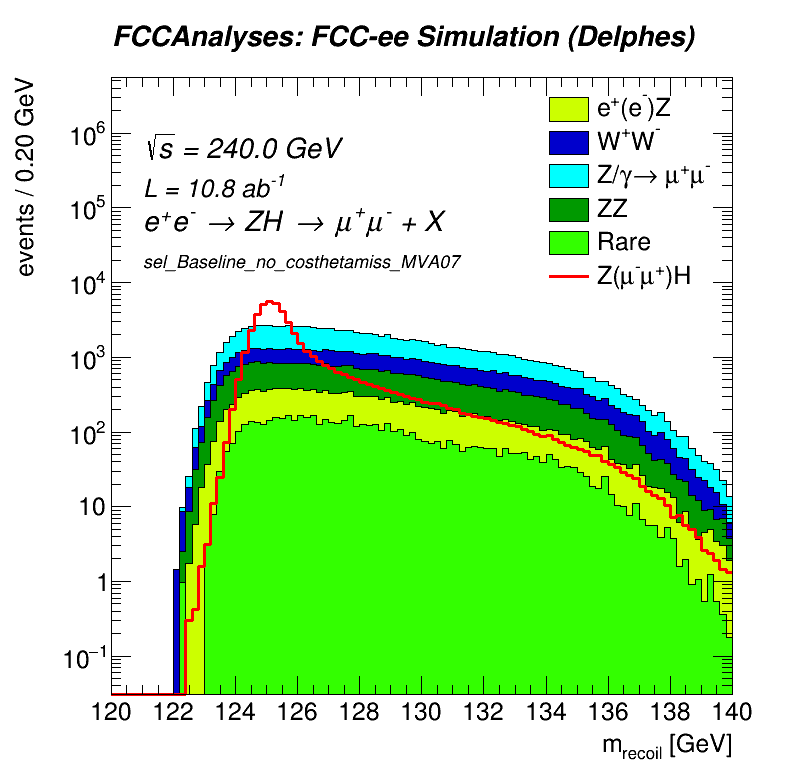 FCCAnalyses: FCC-ee Simulation (Delphes)
events / 0.20 GeV
√s = 240.0 GeV
L = 10.8 ab⁻¹
e⁺e⁻ → ZH → μ⁺μ⁻ + X
sel_Baseline_no_costhetamiss_MVA07
e⁺(e⁻)Z
W⁺W⁻
Z/γ→ μ⁺μ⁻
ZZ
Rare
Z(μ⁻μ⁺)H
10⁶
10⁵
10⁴
10³
10²
10
1
10⁻¹
120 122 124 126 128 130 132 134 136 138 140
m_recoil [GeV]